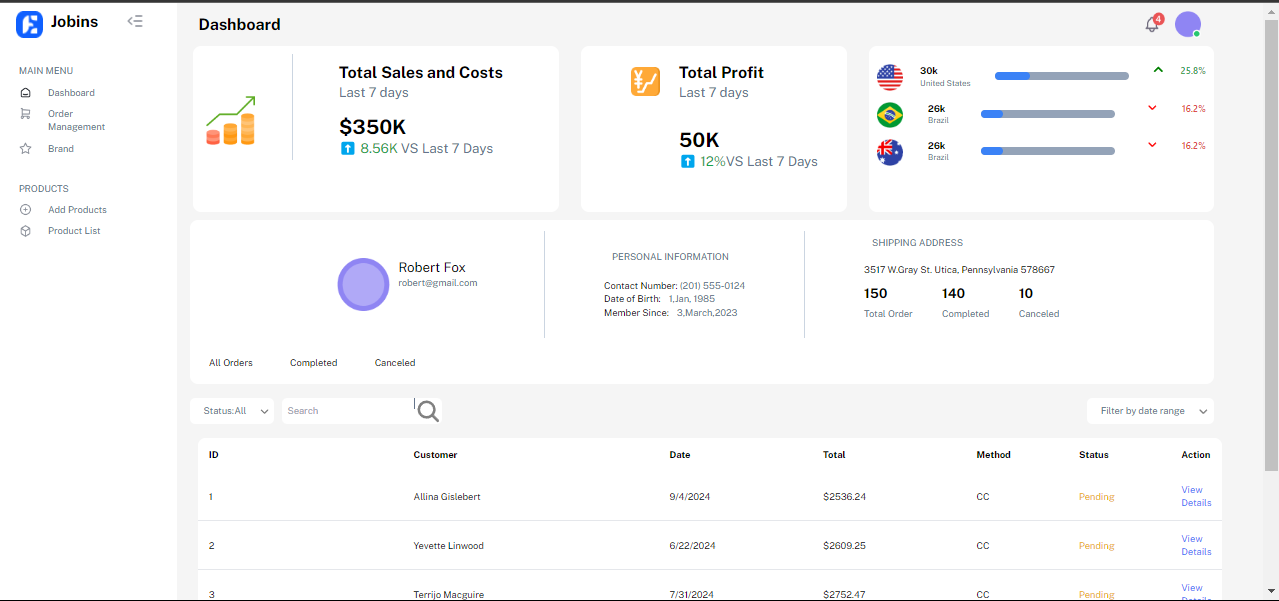 Jobins
MAIN MENU
Dashboard
Order
Management
Brand
PRODUCTS
Add Products
Product List
Dashboard
4
Total Sales and Costs
Last 7 days
$350K
8.56K VS Last 7 Days
Total Profit
Last 7 days
50K
12%VS Last 7 Days
30k
United States
25.8%
26k
Brazil
16.2%
26k
Brazil
16.2%
Robert Fox
robert@gmail.com
PERSONAL INFORMATION
Contact Number: (201) 555-0124
Date of Birth: 1,Jan, 1985
Member Since: 3,March,2023
SHIPPING ADDRESS
3517 W.Gray St. Utica, Pennsylvania 578667
150 140 10
Total Order Completed Canceled
All Orders Completed Canceled
Status:All Search Filter by date range
ID Customer Date Total Method Status Action
1 Allina Gislebert 9/4/2024 $2536.24 CC Pending View
Details
2 Yevette Linwood 6/22/2024 $2609.25 CC Pending View
Details
3 Terrijo Macguire 7/31/2024 $2752.47 CC Pending View
Details